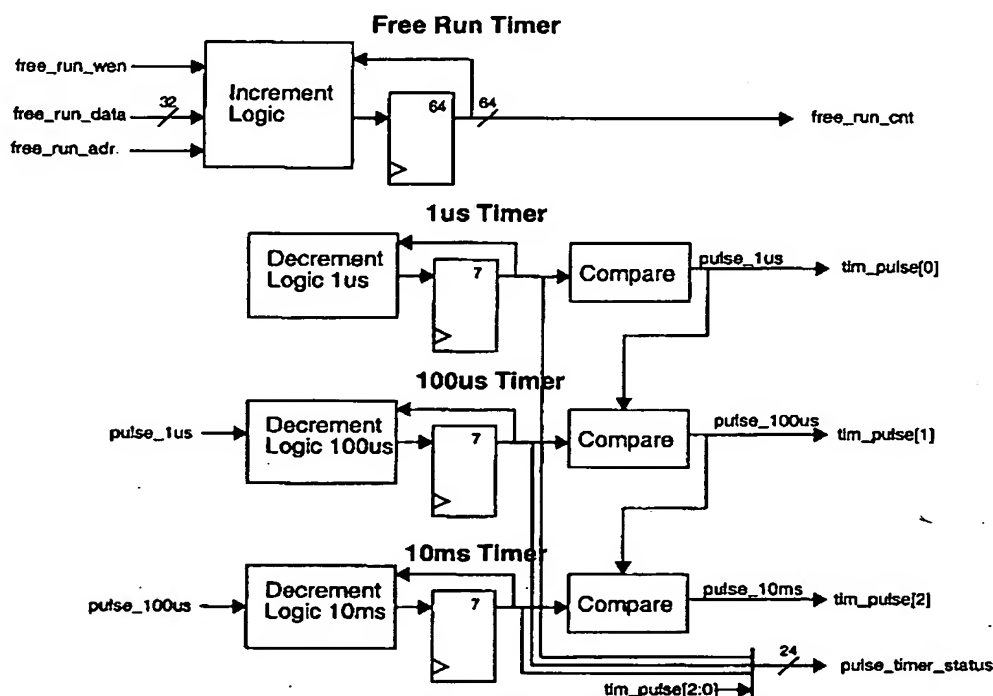 Free Run Timer
free_run_wen
free_run_data
32
free_run_adr.
Increment
Logic
64
64
free_run_cnt
1us Timer
Decrement
Logic 1us
7
Compare
pulse_1us
tim_pulse[0]
100us Timer
pulse_1us
Decrement
Logic 100us
7
Compare
pulse_100us
tim_pulse[1]
10ms Timer
pulse_100us
Decrement
Logic 10ms
7
Compare
pulse_10ms
tim_pulse[2]
24
pulse_timer_status
tim_pulse[2:0]